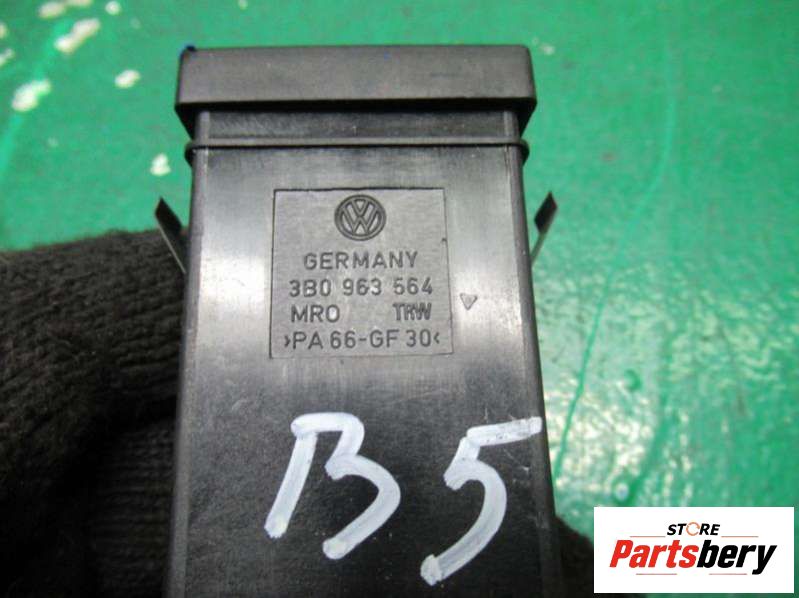 VW
GERMANY
3B0 963 564
MRO TRW
>PA 66-GF 30<
B5
STORE
Partsbery